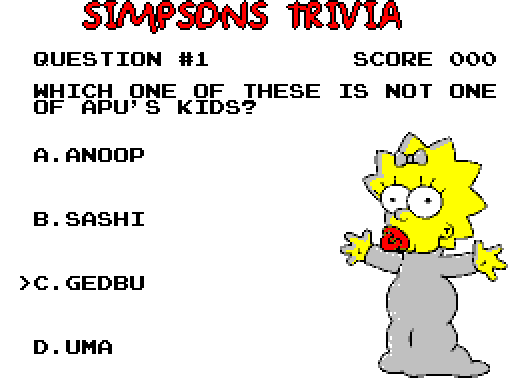 SIMPSONS TRIVIA
QUESTION #1 SCORE 000
WHICH ONE OF THESE IS NOT ONE
OF APU'S KIDS?
A.ANOOP
B.SASHI
>C.GEDBU
D.UMA